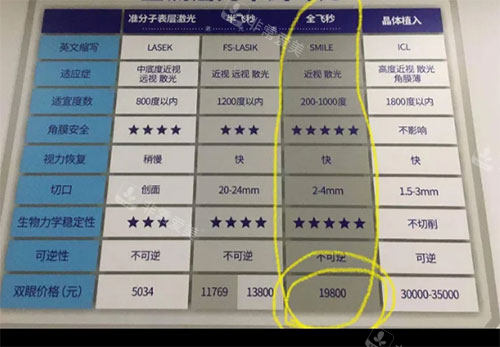 准分子表层激光 半飞秒 全飞秒 晶体植入
英文缩写 LASEK FS-LASIK SMILE ICL
适应症 中底度近视 散光 近视 远视 散光 近视 散光 高度近视 散光 角膜薄
适宜度数 800度以内 1200度以内 200-1000度 1800度以内
角膜安全 ★★★★ ★★★ ★★★★★ 不影响
视力恢复 稍慢 快 快 快
切口 创面 20-24mm 2-4mm 1.5-3mm
生物力学稳定性 ★★★ ★★★★ ★★★★★ 不切削
可逆性 不可逆 不可逆 不可逆 可逆
双眼价格(元) 5034 11769 13800 19800 30000-35000